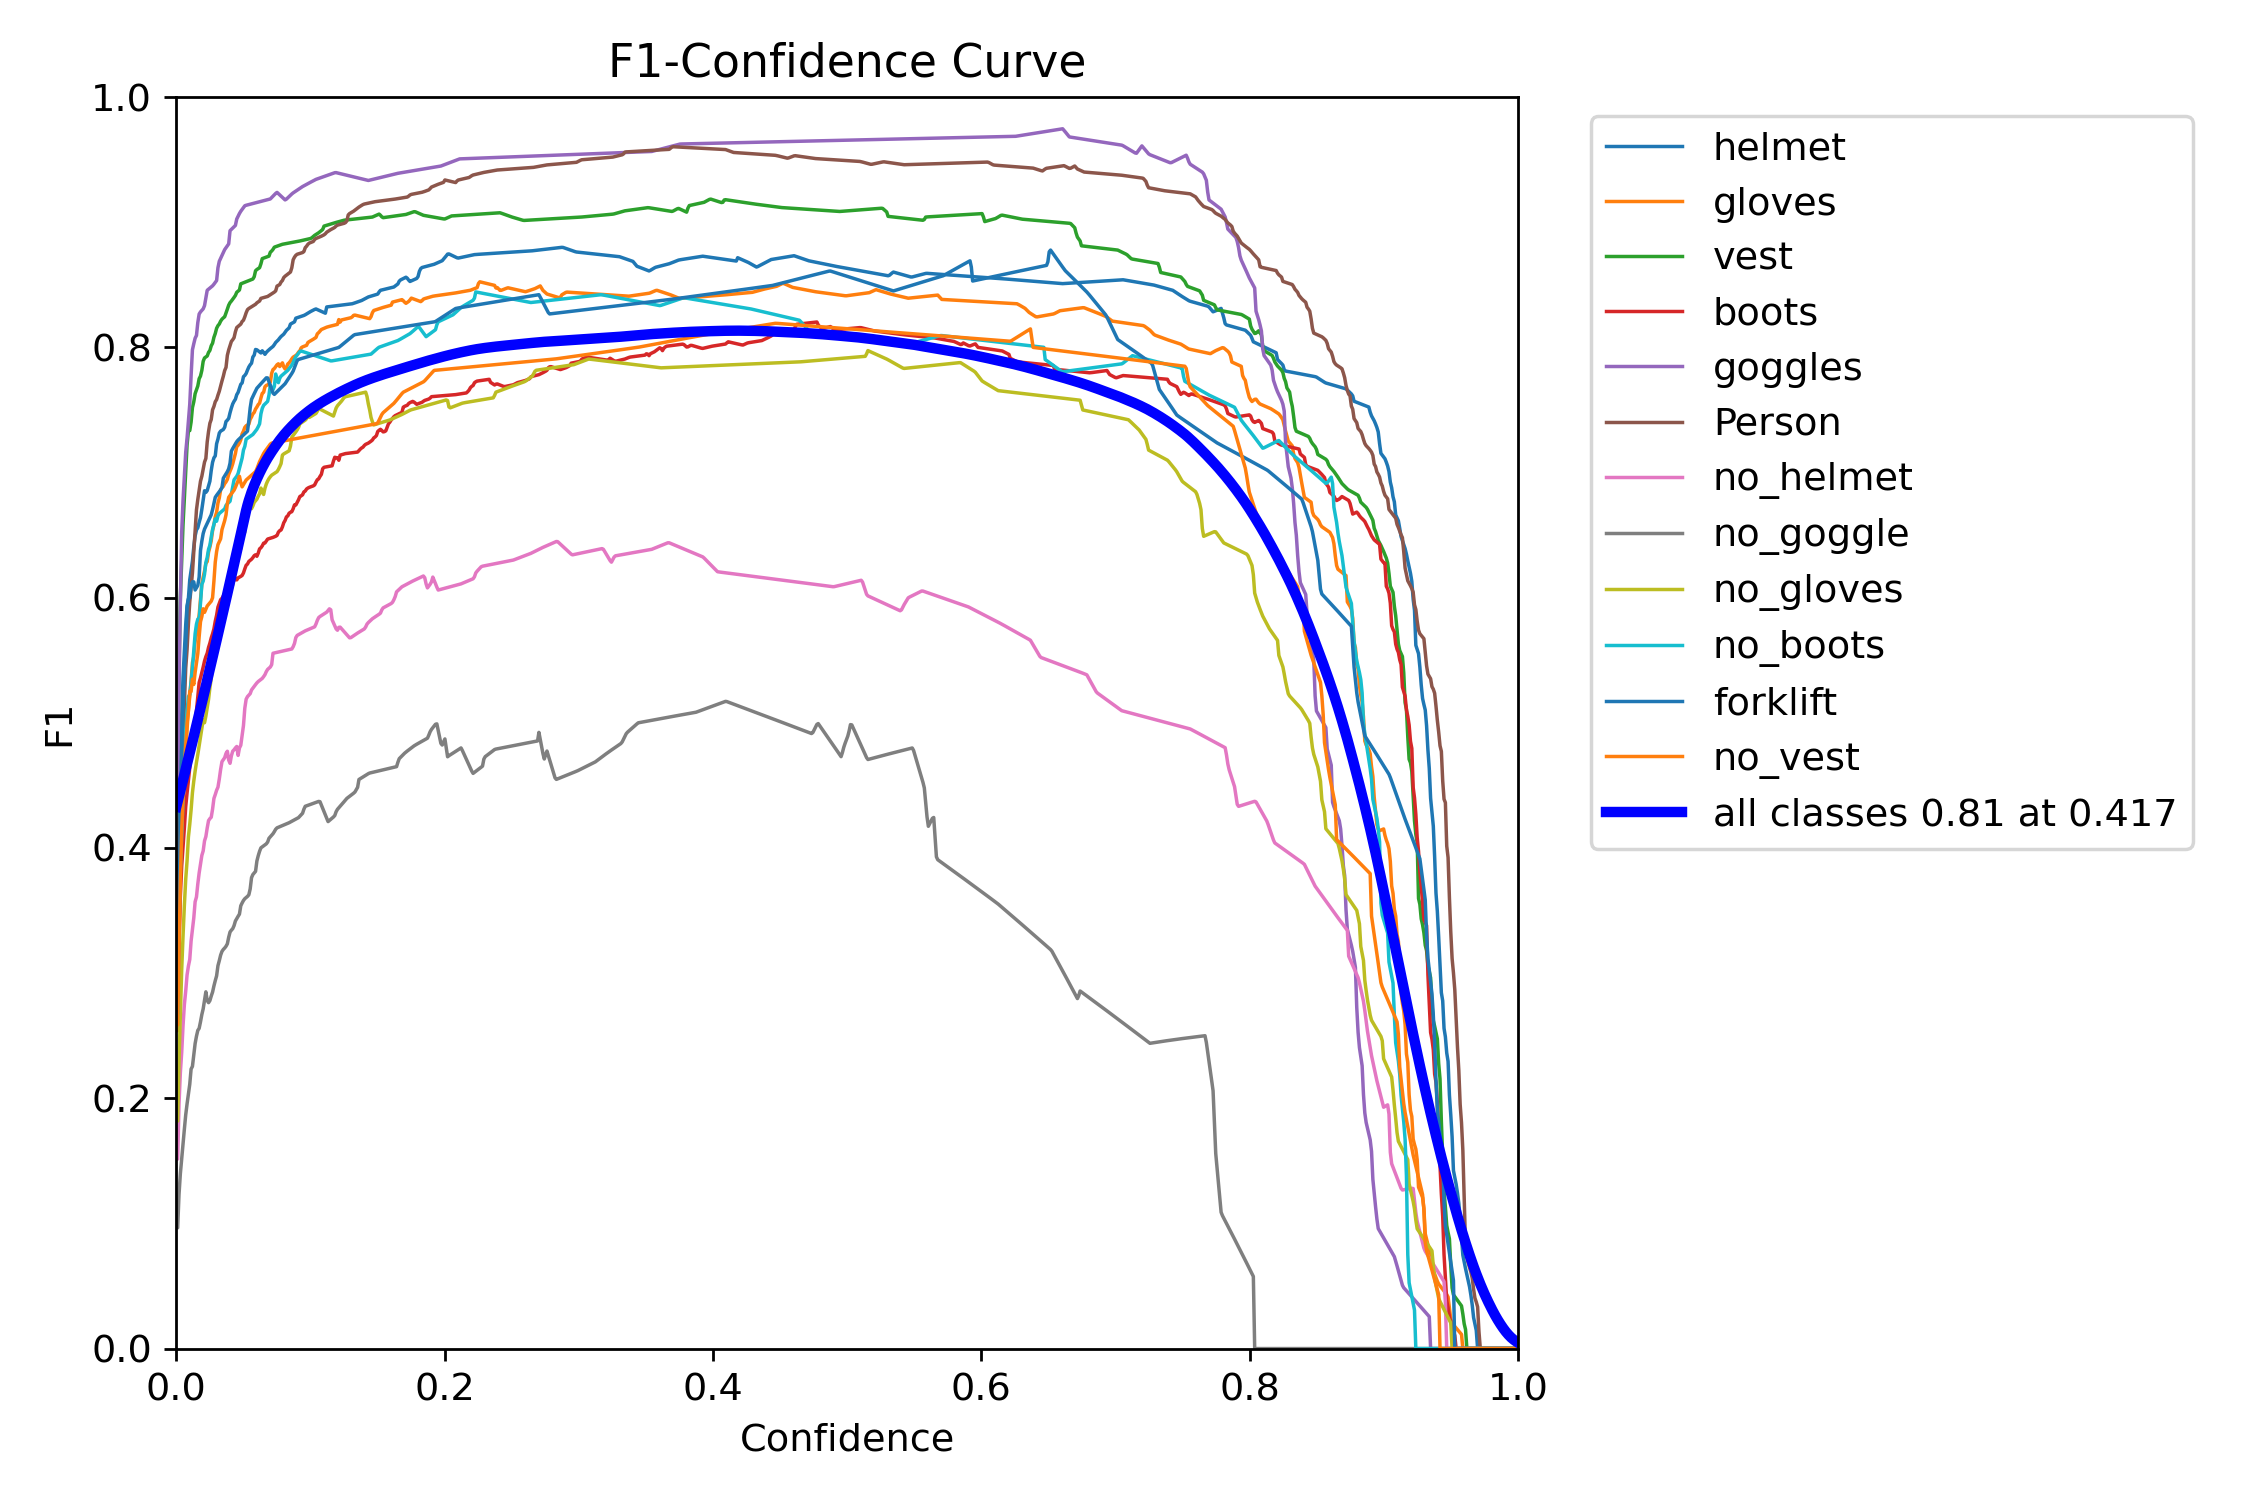 F1-Confidence Curve
1.0
0.8
0.6
0.4
0.2
0.0
F1
0.0 0.2 0.4 0.6 0.8 1.0
Confidence
helmet
gloves
vest
boots
goggles
Person
no_helmet
no_goggle
no_gloves
no_boots
forklift
no_vest
all classes 0.81 at 0.417